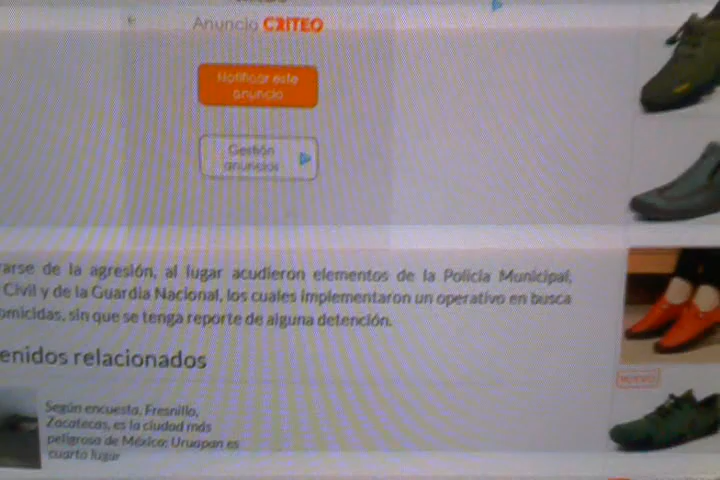 Anuncio CRITEO
Notificar este
anuncio
Gestión
anuncios
rarse de la agresión, al lugar acudieron elementos de la Policía Municipal,
Civil y de la Guardia Nacional, los cuales implementaron un operativo en busca
omicidas, sin que se tenga reporte de alguna detención.
enidos relacionados
Según encuesta, Fresnillo,
Zacatecas, es la ciudad más
peligrosa de México; Uruapan es
cuarto lugar